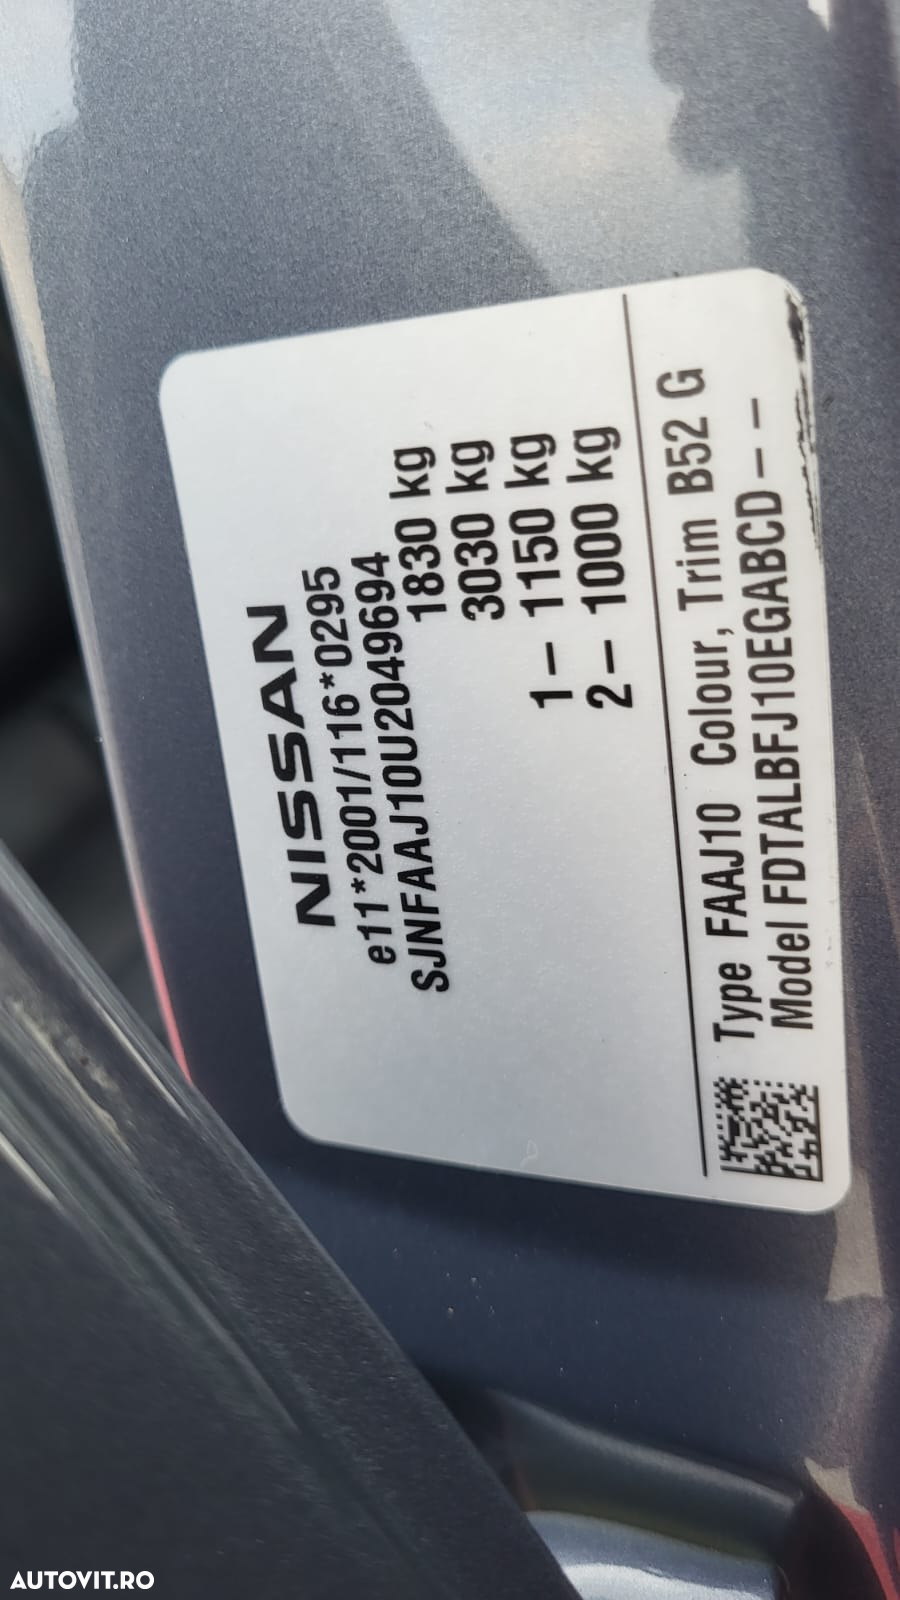 NISSAN
e11*2001/116*0295
SJNFAAJ10U2049694
1830 kg
3030 kg
1– 1150 kg
2– 1000 kg
Type FAAJ10 Colour, Trim B52 G
Model FDTALBFJ10EGABCD––
AUTOVIT.RO